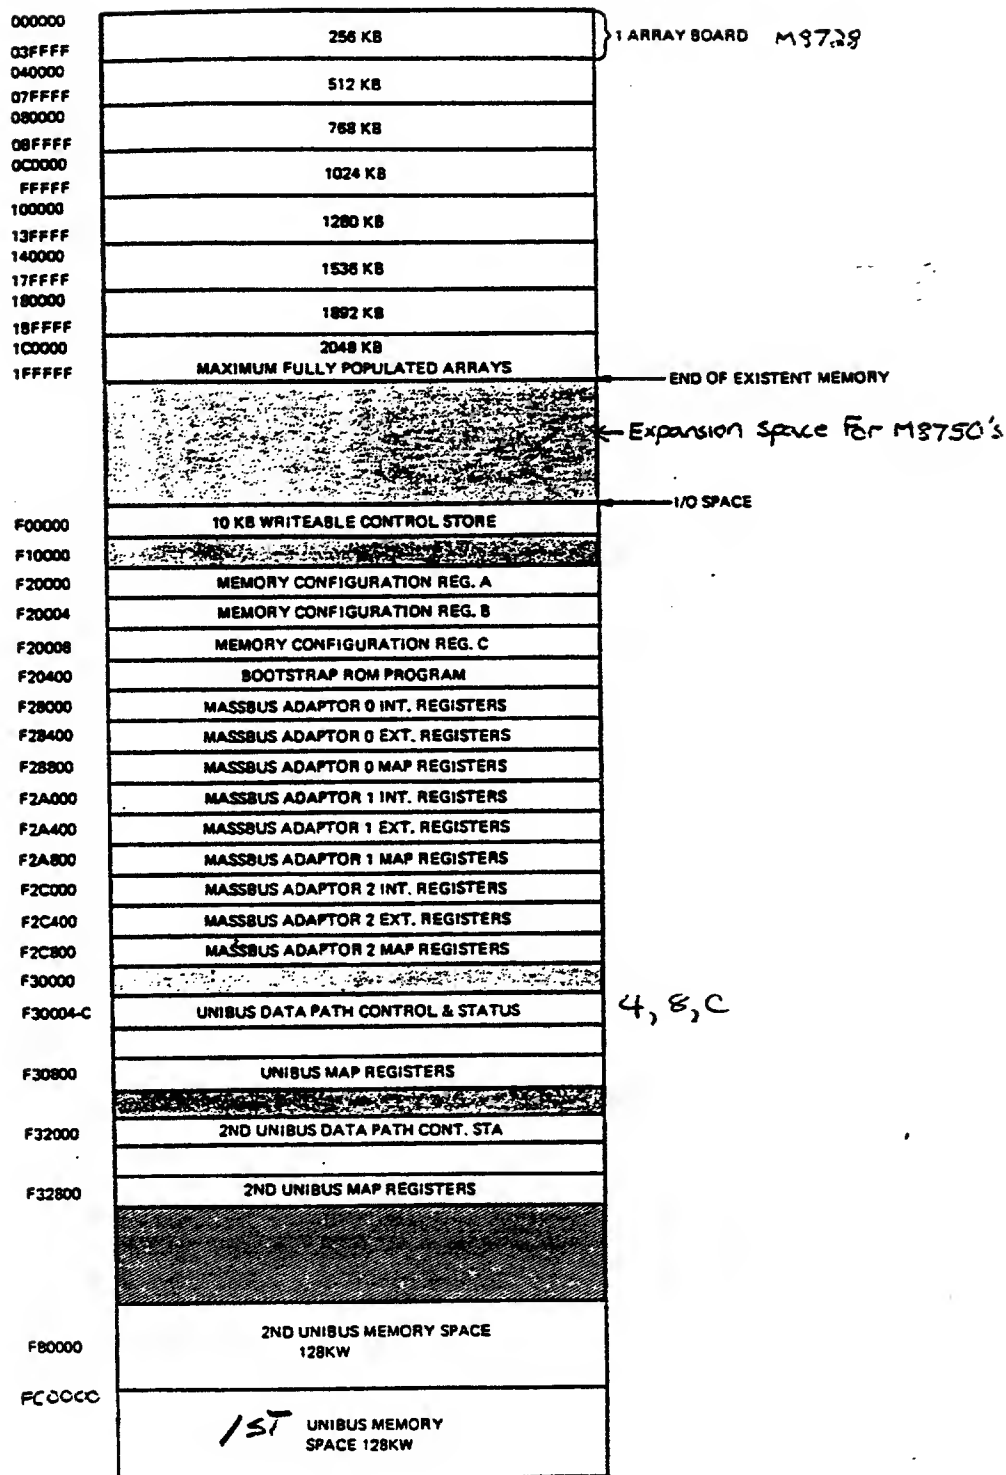 000000
256 KB
1 ARRAY BOARD M8728
03FFFF
040000
512 KB
07FFFF
080000
768 KB
0BFFFF
0C0000
1024 KB
FFFFF
100000
1280 KB
13FFFF
140000
1536 KB
17FFFF
180000
1892 KB
1BFFFF
1C0000
2048 KB
1FFFFF
MAXIMUM FULLY POPULATED ARRAYS
END OF EXISTENT MEMORY
Expansion Space For M8750's
I/O SPACE
F00000 10 KB WRITEABLE CONTROL STORE
F10000
F20000 MEMORY CONFIGURATION REG. A
F20004 MEMORY CONFIGURATION REG. B
F20008 MEMORY CONFIGURATION REG. C
F20400 BOOTSTRAP ROM PROGRAM
F28000 MASSBUS ADAPTOR 0 INT. REGISTERS
F28400 MASSBUS ADAPTOR 0 EXT. REGISTERS
F28800 MASSBUS ADAPTOR 0 MAP REGISTERS
F2A000 MASSBUS ADAPTOR 1 INT. REGISTERS
F2A400 MASSBUS ADAPTOR 1 EXT. REGISTERS
F2A800 MASSBUS ADAPTOR 1 MAP REGISTERS
F2C000 MASSBUS ADAPTOR 2 INT. REGISTERS
F2C400 MASSBUS ADAPTOR 2 EXT. REGISTERS
F2C800 MASSBUS ADAPTOR 2 MAP REGISTERS
F30000
F30004-C UNIBUS DATA PATH CONTROL & STATUS 4, 8, C
F30800 UNIBUS MAP REGISTERS
F32000 2ND UNIBUS DATA PATH CONT. STA
F32800 2ND UNIBUS MAP REGISTERS
2ND UNIBUS MEMORY SPACE
F80000 128KW
FC0000
1ST UNIBUS MEMORY
SPACE 128KW